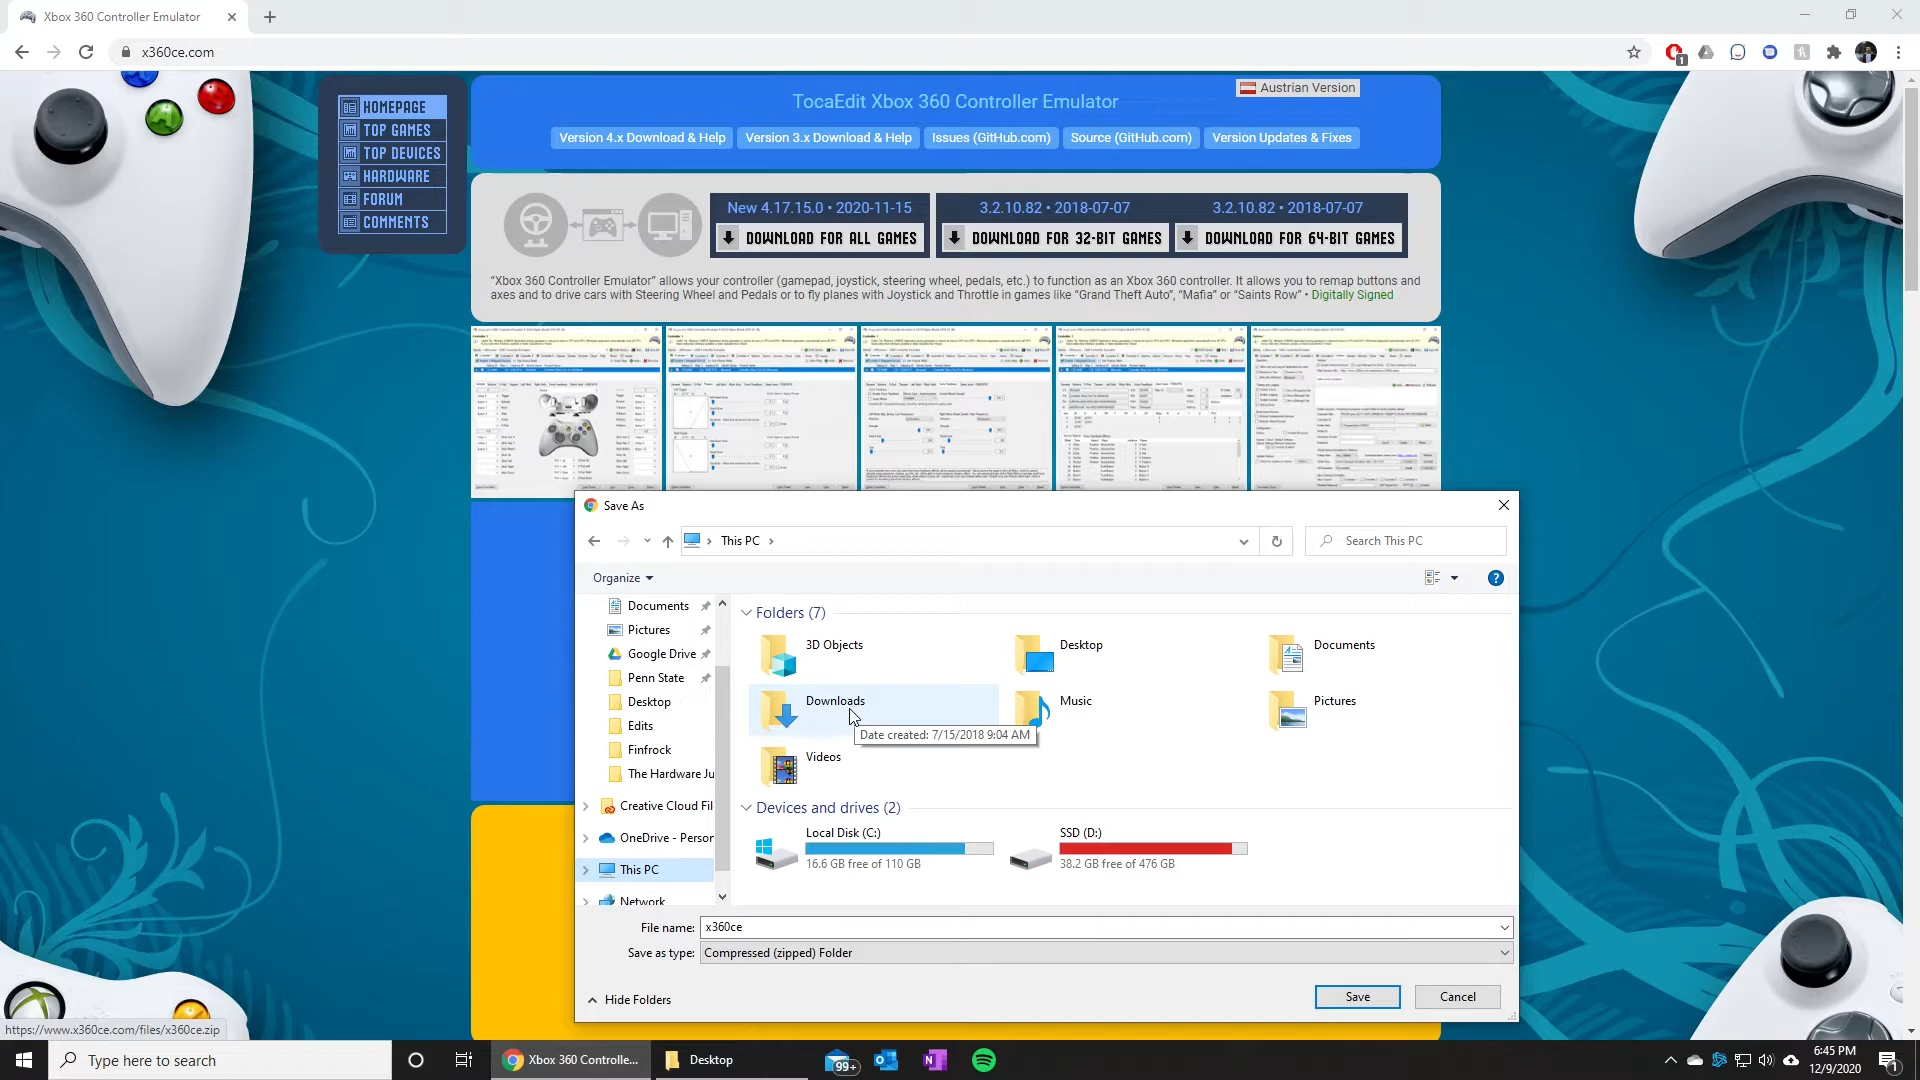 Xbox 360 Controller Emulator
x360ce.com
1
HOMEPAGE
TOP GAMES
TOP DEVICES
HARDWARE
FORUM
COMMENTS
TocaEdit Xbox 360 Controller Emulator
Austrian Version
Version 4.x Download & Help
Version 3.x Download & Help
Issues (GitHub.com)
Source (GitHub.com)
Version Updates & Fixes
New 4.17.15.0 • 2020-11-15
DOWNLOAD FOR ALL GAMES
3.2.10.82 • 2018-07-07
DOWNLOAD FOR 32-BIT GAMES
3.2.10.82 • 2018-07-07
DOWNLOAD FOR 64-BIT GAMES
“Xbox 360 Controller Emulator” allows your controller (gamepad, joystick, steering wheel, pedals, etc.) to function as an Xbox 360 controller. It allows you to remap buttons and
axes and to drive cars with Steering Wheel and Pedals or to fly planes with Joystick and Throttle in games like “Grand Theft Auto”, “Mafia” or “Saints Row” • Digitally Signed
Save As
This PC
Search This PC
Organize
Documents
Pictures
Google Drive
Penn State
Desktop
Edits
Finfrock
The Hardware Ju
Creative Cloud Fil
OneDrive - Person
This PC
Network
Folders (7)
3D Objects
Desktop
Documents
Downloads
Music
Pictures
Date created: 7/15/2018 9:04 AM
Videos
Devices and drives (2)
Local Disk (C:)
16.6 GB free of 110 GB
SSD (D:)
38.2 GB free of 476 GB
File name: x360ce
Save as type: Compressed (zipped) Folder
Hide Folders
Save
Cancel
https://www.x360ce.com/files/x360ce.zip
Type here to search
Xbox 360 Controlle...
Desktop
99+
6:45 PM
12/9/2020
1